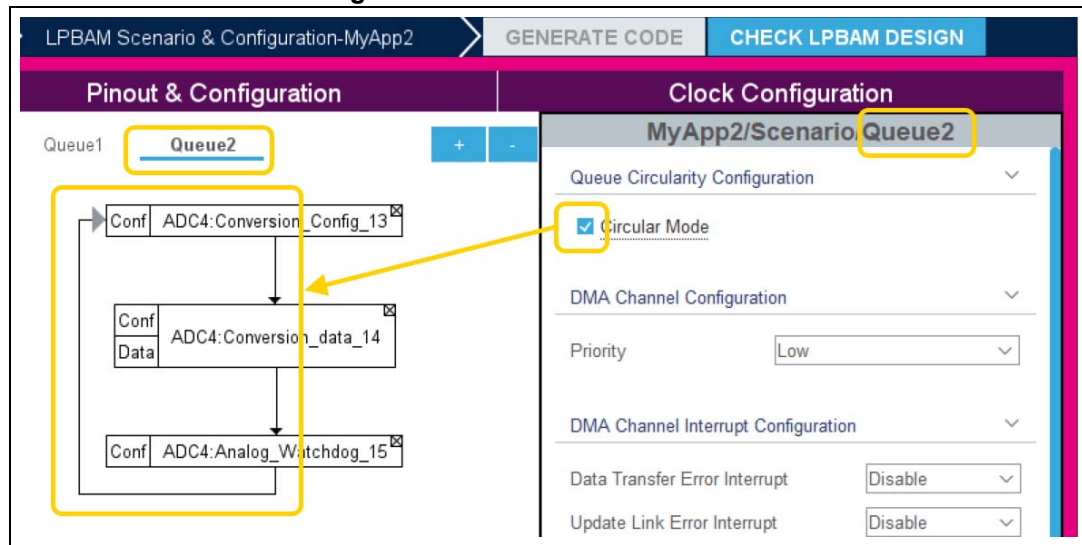 LPBAM Scenario & Configuration-MyApp2 GENERATE CODE CHECK LPBAM DESIGN
Pinout & Configuration Clock Configuration
Queue1 Queue2 + -
MyApp2/Scenario/Queue2
Queue Circularity Configuration
Circular Mode
Conf ADC4:Conversion_Config_13
DMA Channel Configuration
Conf
Data
ADC4:Conversion_data_14
Priority Low
DMA Channel Interrupt Configuration
Conf ADC4:Analog_Watchdog_15
Data Transfer Error Interrupt Disable
Update Link Error Interrupt Disable